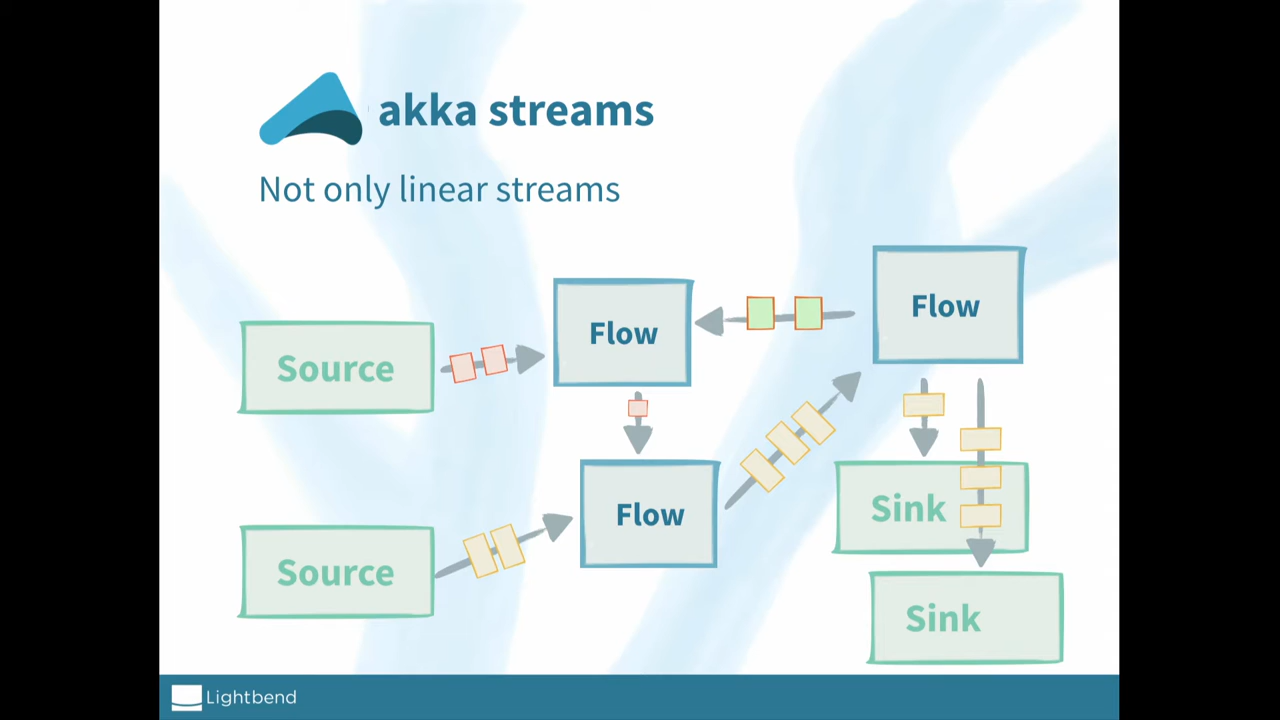 akka streams
Not only linear streams
Flow
Flow
Source
Flow
Sink
Source
Sink
Lightbend